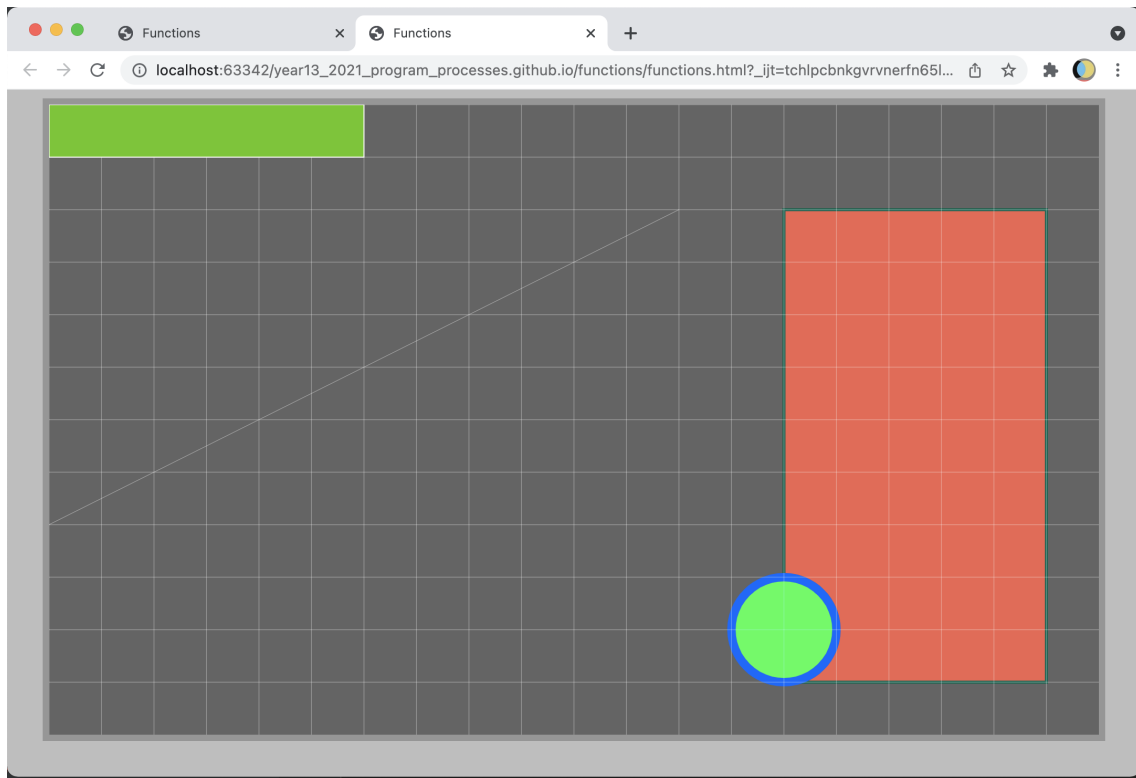 Functions
Functions
localhost:63342/year13_2021_program_processes.github.io/functions/functions.html?_ijt=tchlpcbnkgvrvnerfn65l...